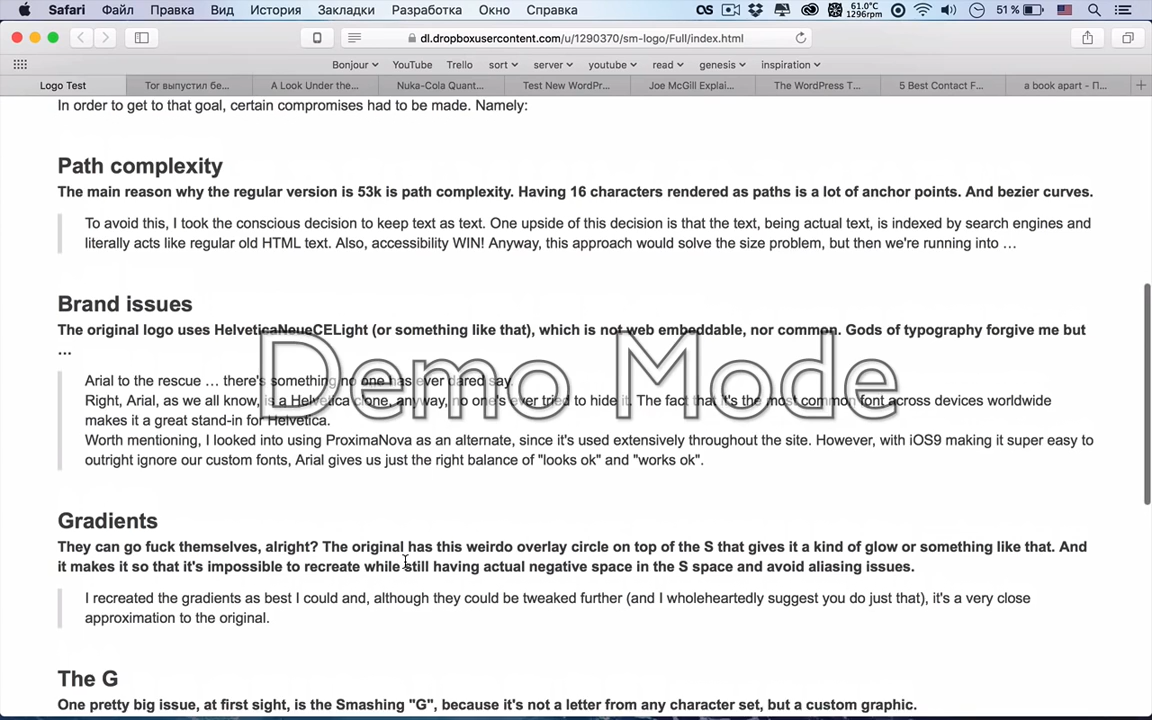 Safari Файл Правка Вид История Закладки Разработка Окно Справка OS 61.0°C 1296rpm 51 %
dl.dropboxusercontent.com/u/1290370/sm-logo/Full/index.html
Bonjour YouTube Trello sort server youtube read genesis inspiration
Logo Test Тог выпустил бе... A Look Under the... Nuka-Cola Quant... Test New WordPr... Joe McGill Explai... The WordPress T... 5 Best Contact F... a book apart - П...
In order to get to that goal, certain compromises had to be made. Namely:
Path complexity
The main reason why the regular version is 53k is path complexity. Having 16 characters rendered as paths is a lot of anchor points. And bezier curves.
To avoid this, I took the conscious decision to keep text as text. One upside of this decision is that the text, being actual text, is indexed by search engines and
literally acts like regular old HTML text. Also, accessibility WIN! Anyway, this approach would solve the size problem, but then we're running into …
Brand issues
The original logo uses HelveticaNeueCELight (or something like that), which is not web embeddable, nor common. Gods of typography forgive me but
…
Arial to the rescue … there's something no one has ever dared say.
Right, Arial, as we all know, is a Helvetica clone, anyway, no one's ever tried to hide it. The fact that it's the most common font across devices worldwide
makes it a great stand-in for Helvetica.
Demo Mode
Worth mentioning, I looked into using ProximaNova as an alternate, since it's used extensively throughout the site. However, with iOS9 making it super easy to
outright ignore our custom fonts, Arial gives us just the right balance of "looks ok" and "works ok".
Gradients
They can go fuck themselves, alright? The original has this weirdo overlay circle on top of the S that gives it a kind of glow or something like that. And
it makes it so that it's impossible to recreate while still having actual negative space in the S space and avoid aliasing issues.
I recreated the gradients as best I could and, although they could be tweaked further (and I wholeheartedly suggest you do just that), it's a very close
approximation to the original.
The G
One pretty big issue, at first sight, is the Smashing "G", because it's not a letter from any character set, but a custom graphic.